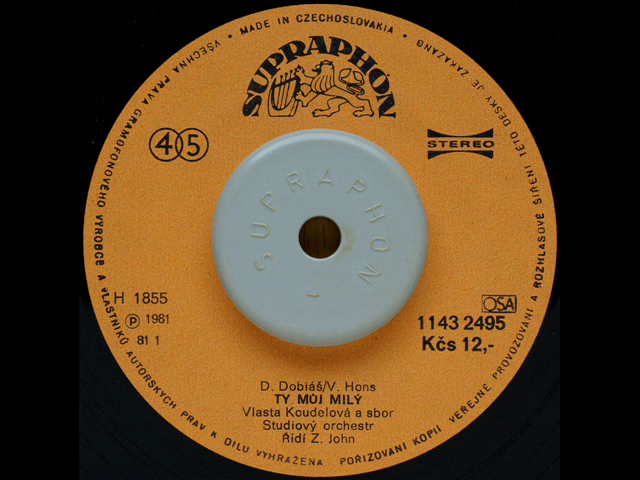 • MADE IN CZECHOSLOVAKIA •
VŠECHNA PRÁVA GRAMOFONOVÉHO VÝROBCE A VLASTNÍKŮ AUTORSKÝCH PRÁV K DÍLU VYHRAŽENA • POŘIZOVÁNÍ KOPIÍ • VEŘEJNÉ PROVOZOVÁNÍ A ROZHLASOVÉ ŠÍŘENÍ TÉTO DESKY JE ZAKÁZÁNO
SUPRAPHON
45
STEREO
SUPRAPHON
H 1855
Ⓟ 1981
81 1
OSA
1143 2495
Kčs 12,-
D. Dobiáš/V. Hons
TY MŮJ MILÝ
Vlasta Koudelová a sbor
Studiový orchestr
Řídí Z. John